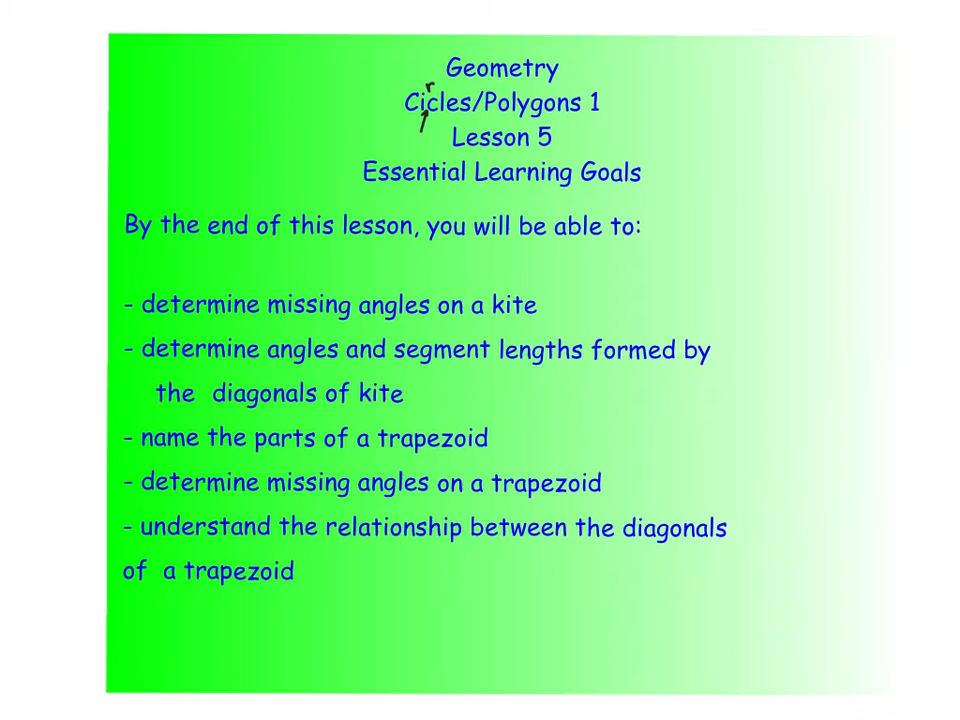 Geometry
Cicles/Polygons 1
r
Lesson 5
Essential Learning Goals
By the end of this lesson, you will be able to:
- determine missing angles on a kite
- determine angles and segment lengths formed by
the diagonals of kite
- name the parts of a trapezoid
- determine missing angles on a trapezoid
- understand the relationship between the diagonals
of a trapezoid